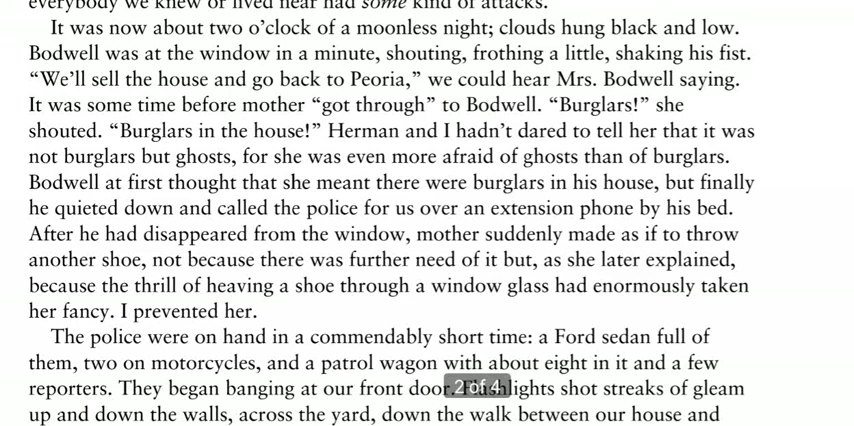 everybody we knew or lived near had some kind of attacks.
It was now about two o’clock of a moonless night; clouds hung black and low.
Bodwell was at the window in a minute, shouting, frothing a little, shaking his fist.
“We’ll sell the house and go back to Peoria,” we could hear Mrs. Bodwell saying.
It was some time before mother “got through” to Bodwell. “Burglars!” she
shouted. “Burglars in the house!” Herman and I hadn’t dared to tell her that it was
not burglars but ghosts, for she was even more afraid of ghosts than of burglars.
Bodwell at first thought that she meant there were burglars in his house, but finally
he quieted down and called the police for us over an extension phone by his bed.
After he had disappeared from the window, mother suddenly made as if to throw
another shoe, not because there was further need of it but, as she later explained,
because the thrill of heaving a shoe through a window glass had enormously taken
her fancy. I prevented her.
The police were on hand in a commendably short time: a Ford sedan full of
them, two on motorcycles, and a patrol wagon with about eight in it and a few
reporters. They began banging at our front door. 2 of 4 lights shot streaks of gleam
up and down the walls, across the yard, down the walk between our house and